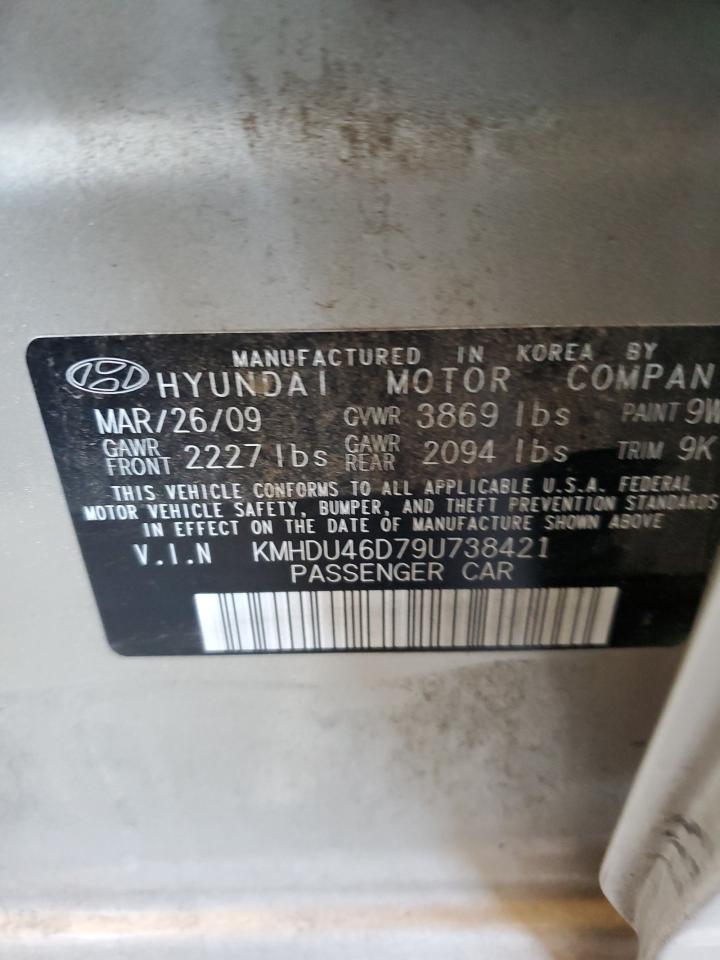 MANUFACTURED IN KOREA BY
HYUNDAI MOTOR COMPAN
MAR/26/09 GVWR 3869 lbs PAINT 9W
GAWR FRONT 2227 lbs GAWR REAR 2094 lbs TRIM 9K
THIS VEHICLE CONFORMS TO ALL APPLICABLE U.S.A. FEDERAL
MOTOR VEHICLE SAFETY, BUMPER, AND THEFT PREVENTION STANDARDS
IN EFFECT ON THE DATE OF MANUFACTURE SHOWN ABOVE
V.I.N KMHDU46D79U738421
PASSENGER CAR